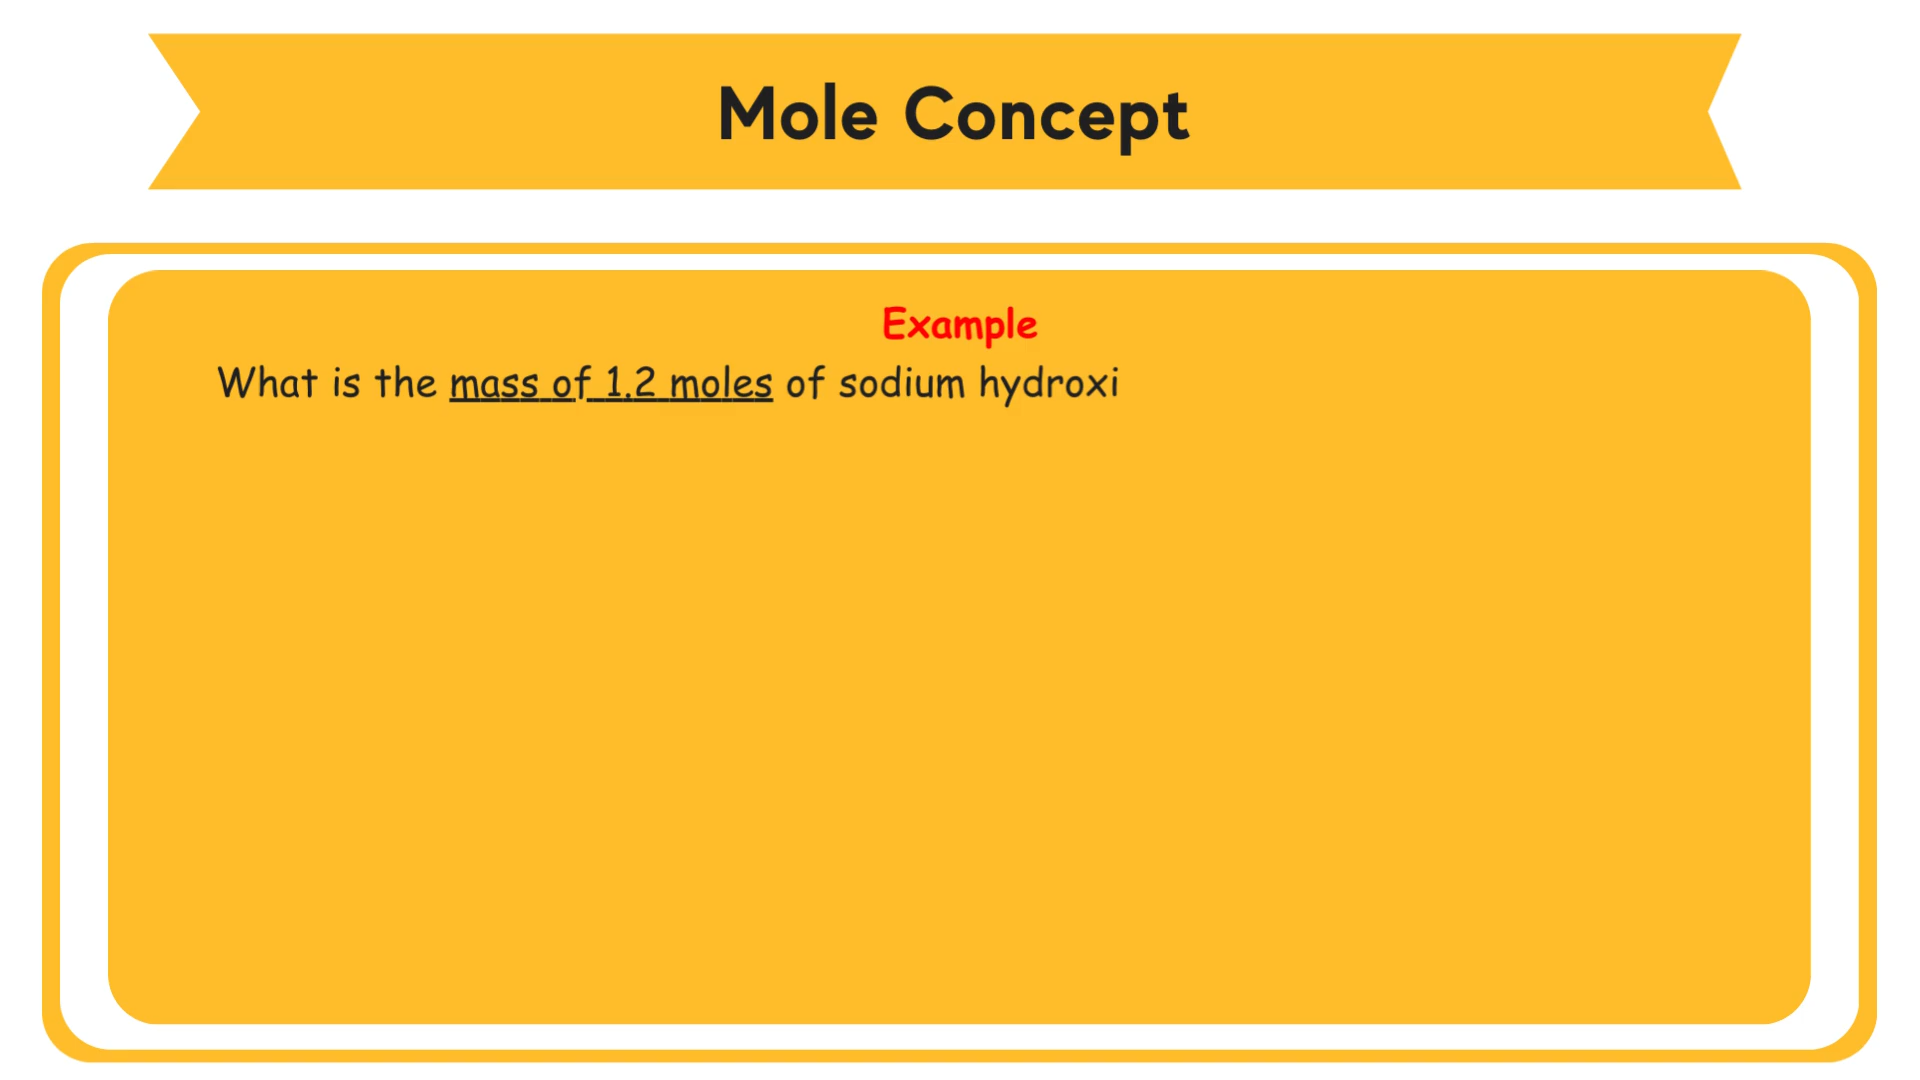 Mole Concept
Example
What is the mass of 1.2 moles of sodium hydroxi